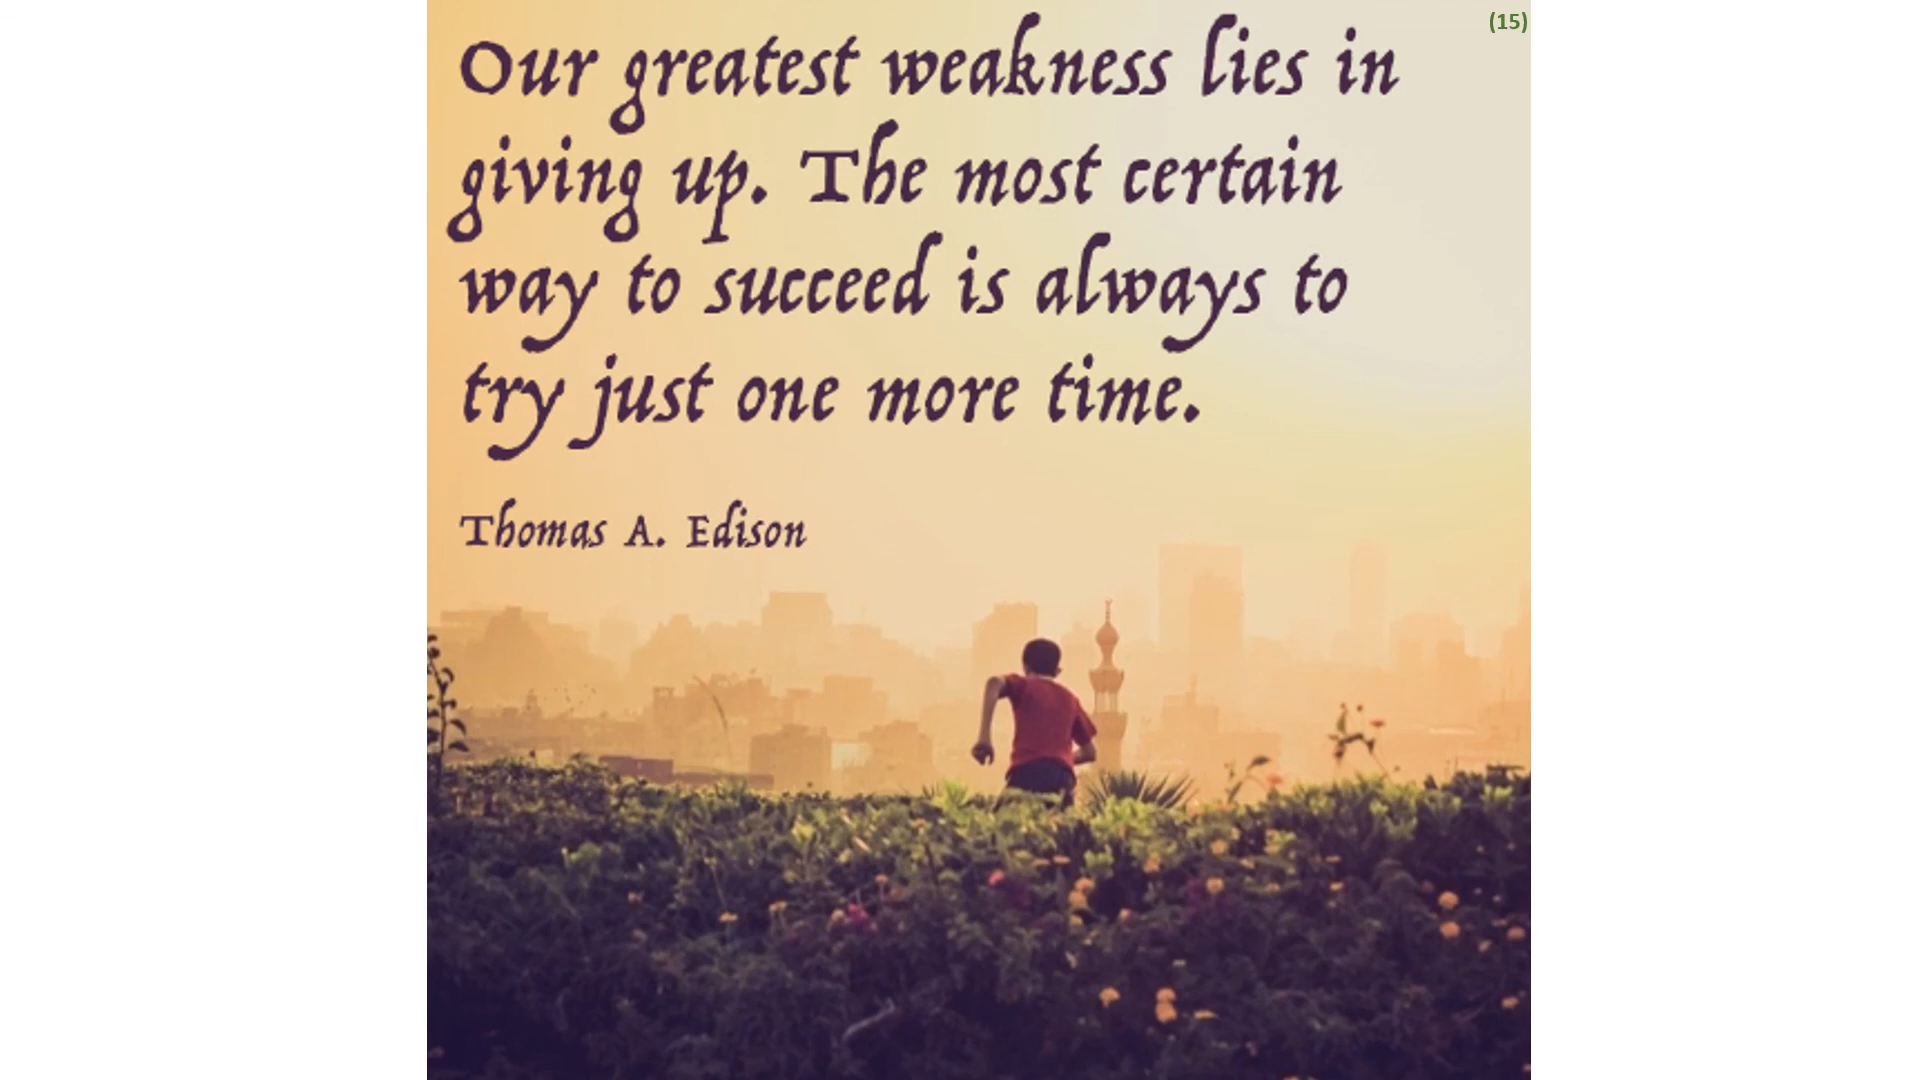 (15)
Our greatest weakness lies in
giving up. The most certain
way to succeed is always to
try just one more time.
Thomas A. Edison